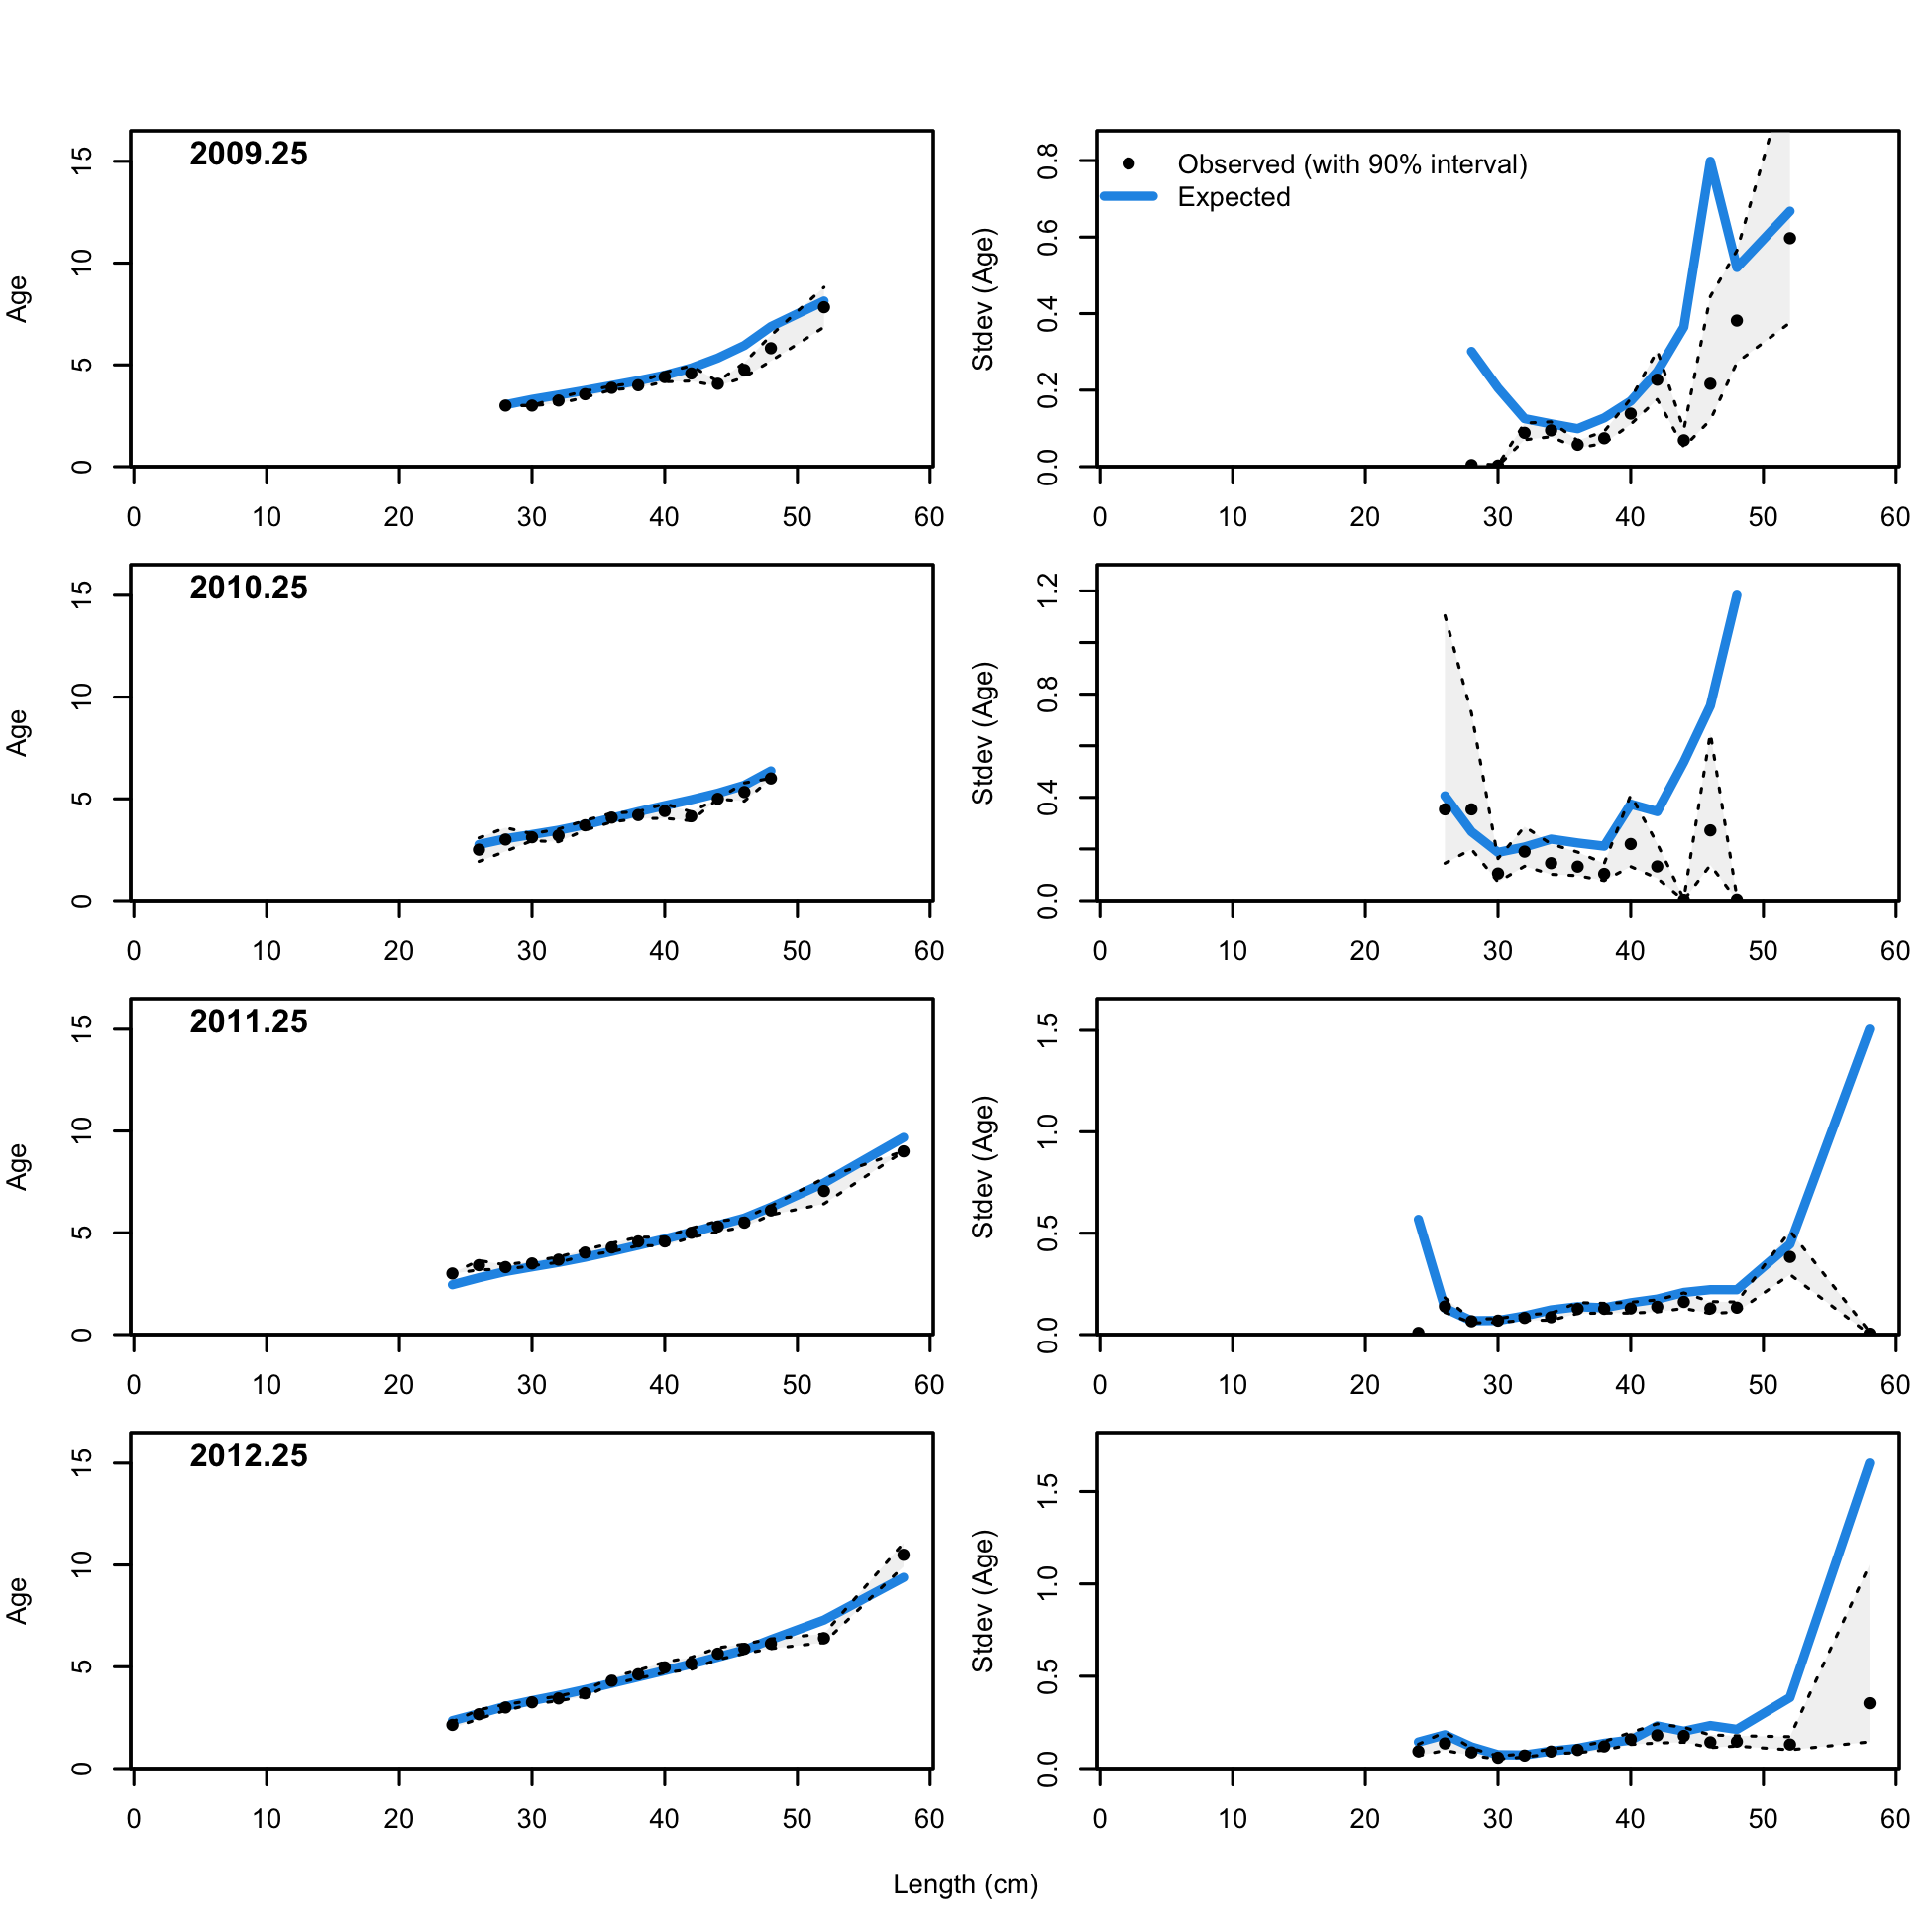 2009.25
Age
0 5 10 15
0 10 20 30 40 50 60
Observed (with 90% interval)
Expected
Stdev (Age)
0.0 0.2 0.4 0.6 0.8
0 10 20 30 40 50 60
2010.25
Age
0 5 10 15
0 10 20 30 40 50 60
Stdev (Age)
0.0 0.4 0.8 1.2
0 10 20 30 40 50 60
2011.25
Age
0 5 10 15
0 10 20 30 40 50 60
Stdev (Age)
0.0 0.5 1.0 1.5
0 10 20 30 40 50 60
2012.25
Age
0 5 10 15
0 10 20 30 40 50 60
Stdev (Age)
0.0 0.5 1.0 1.5
0 10 20 30 40 50 60
Length (cm)